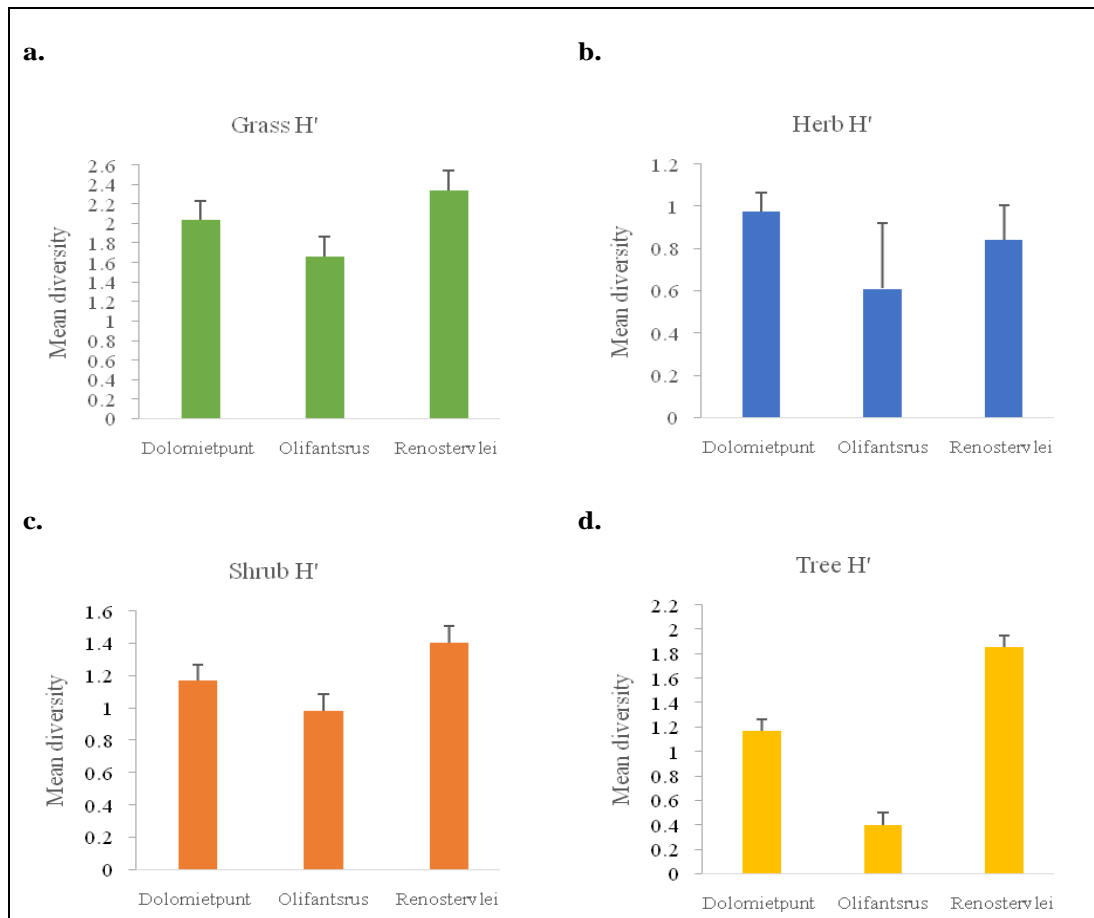 a.
Grass H′
Mean diversity
2.6
2.4
2.2
2
1.8
1.6
1.4
1.2
1
0.8
0.6
0.4
0.2
0
Dolomietpunt Olifantsrus Renostervlei
b.
Herb H′
Mean diversity
1.2
1
0.8
0.6
0.4
0.2
0
Dolomietpunt Olifantsrus Renostervlei
c.
Shrub H′
Mean diversity
1.6
1.4
1.2
1
0.8
0.6
0.4
0.2
0
Dolomietpunt Olifantsrus Renostervlei
d.
Tree H′
Mean diversity
2.2
2
1.8
1.6
1.4
1.2
1
0.8
0.6
0.4
0.2
0
Dolomietpunt Olifantsrus Renostervlei